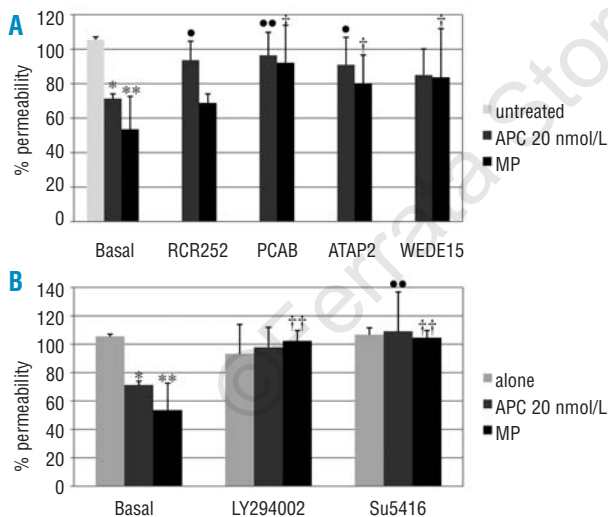 A
120
100
80
60
40
20
0
% permeability
* **
•
•• †
• †
†
Basal RCR252 PCAB ATAP2 WEDE15
untreated
APC 20 nmol/L
MP
B
140
120
100
80
60
40
20
0
% permeability
* **
††
•• ††
Basal LY294002 Su5416
alone
APC 20 nmol/L
MP
© Ferrata Stor